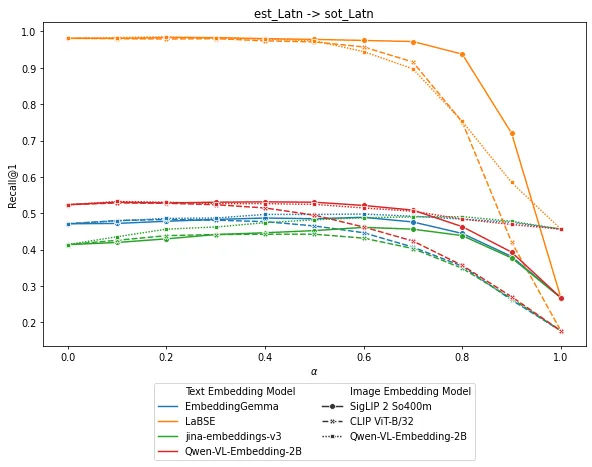 est_Latn -> sot_Latn
Recall@1
1.0
0.9
0.8
0.7
0.6
0.5
0.4
0.3
0.2
0.0 0.2 0.4 0.6 0.8 1.0
α
Text Embedding Model
EmbeddingGemma
LaBSE
jina-embeddings-v3
Qwen-VL-Embedding-2B
Image Embedding Model
SigLIP 2 So400m
CLIP ViT-B/32
Qwen-VL-Embedding-2B